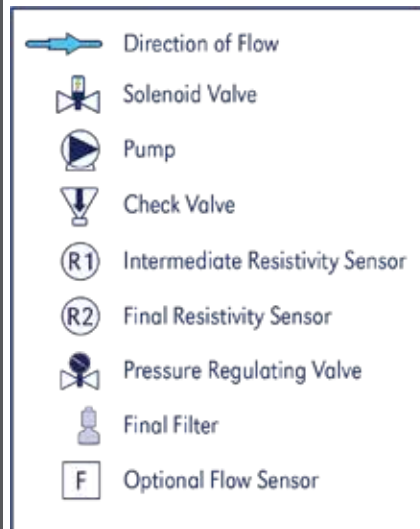 Direction of Flow
Solenoid Valve
Pump
Check Valve
R1 Intermediate Resistivity Sensor
R2 Final Resistivity Sensor
Pressure Regulating Valve
Final Filter
F Optional Flow Sensor